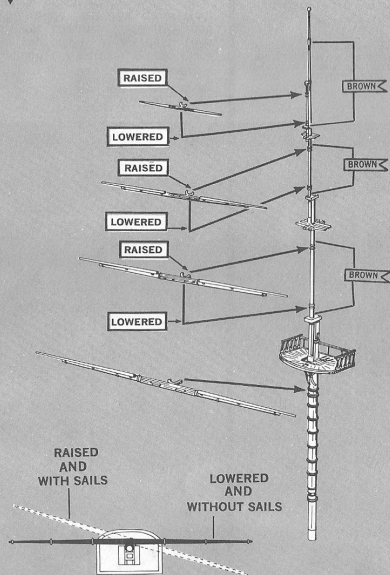 RAISED
BROWN
LOWERED
RAISED
BROWN
LOWERED
RAISED
BROWN
LOWERED
RAISED
AND
WITH SAILS
LOWERED
AND
WITHOUT SAILS